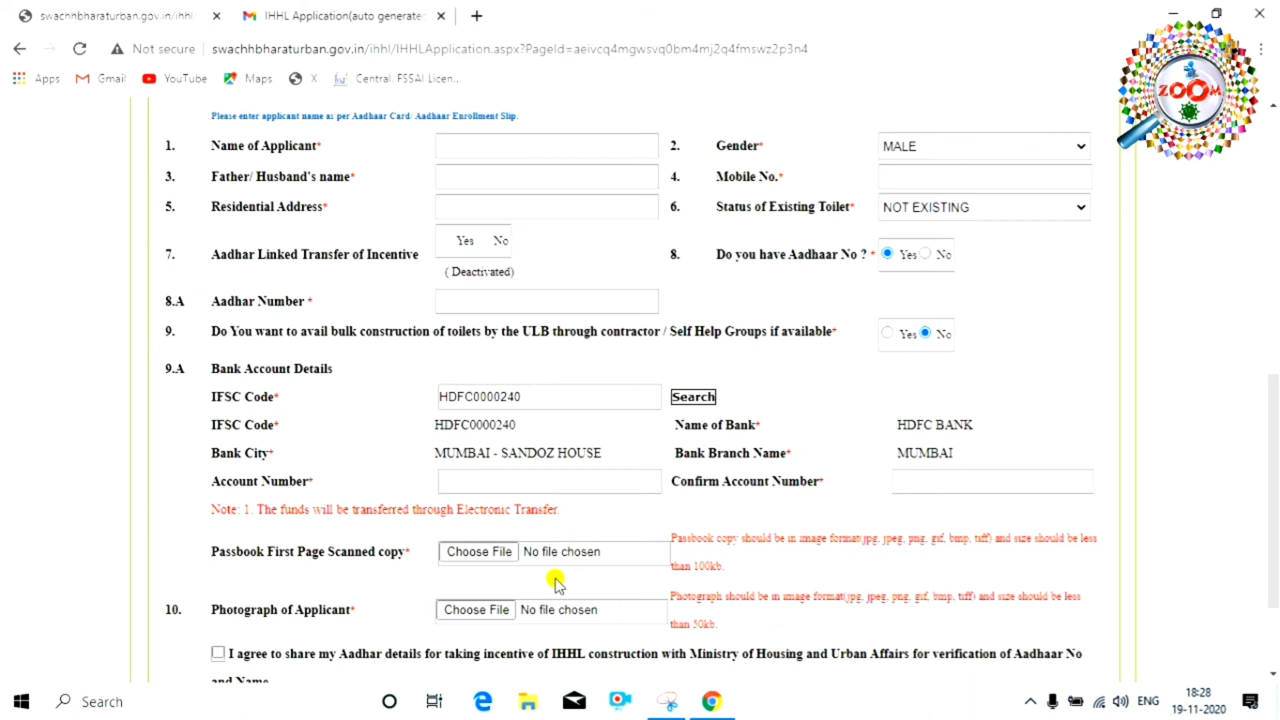 swachhbharaturban.gov.in/ihhl
IHHL Application(auto generate
Not secure swachhbharaturban.gov.in/ihhl/IHHLApplication.aspx?PageId=aeivcq4mgwsvq0bm4mj2q4fmswz2p3n4
Apps Gmail YouTube Maps X Central. FSSAI Licen...
ZOOM
Please enter applicant name as per Aadhaar Card/ Aadhaar Enrollment Slip.
1. Name of Applicant* 2. Gender* MALE
3. Father/ Husband's name* 4. Mobile No.*
5. Residential Address* 6. Status of Existing Toilet* NOT EXISTING
7. Aadhar Linked Transfer of Incentive Yes No 8. Do you have Aadhaar No ? * Yes No
( Deactivated)
8.A Aadhar Number *
9. Do You want to avail bulk construction of toilets by the ULB through contractor / Self Help Groups if available* Yes No
9.A Bank Account Details
IFSC Code* HDFC0000240 Search
IFSC Code* HDFC0000240 Name of Bank* HDFC BANK
Bank City* MUMBAI - SANDOZ HOUSE Bank Branch Name* MUMBAI
Account Number* Confirm Account Number*
Note: 1. The funds will be transferred through Electronic Transfer.
Passbook First Page Scanned copy* Choose File No file chosen Passbook copy should be in image format(jpg, jpeg, png, gif, bmp, tiff) and size should be less
than 100kb.
10. Photograph of Applicant* Choose File No file chosen Photograph should be in image format(jpg, jpeg, png, gif, bmp, tiff) and size should be less
than 50kb.
I agree to share my Aadhar details for taking incentive of IHHL construction with Ministry of Housing and Urban Affairs for verification of Aadhaar No
and Name
Search ENG 18:28
19-11-2020